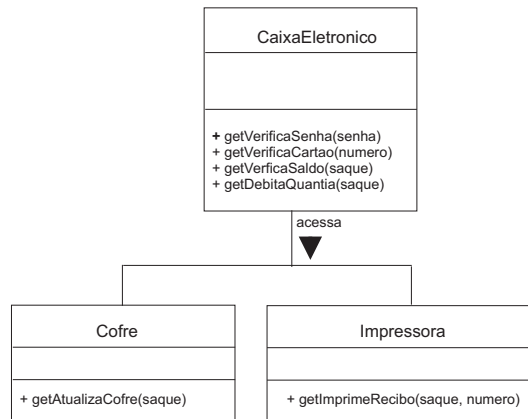 CaixaEletronico
+ getVerificaSenha(senha)
+ getVerificaCartao(numero)
+ getVerficaSaldo(saque)
+ getDebitaQuantia(saque)
acessa
Cofre
+ getAtualizaCofre(saque)
Impressora
+ getImprimeRecibo(saque, numero)